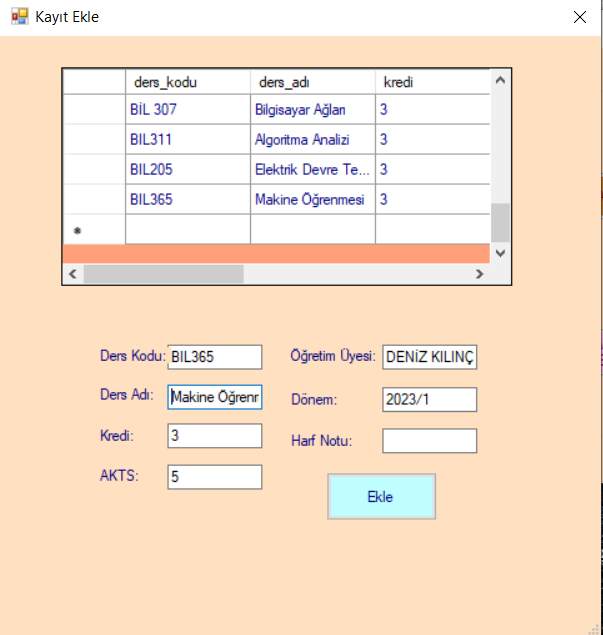 Kayıt Ekle
ders_kodu ders_adı kredi
BİL 307 Bilgisayar Ağları 3
BIL311 Algoritma Analizi 3
BIL205 Elektrik Devre Te... 3
BIL365 Makine Öğrenmesi 3
Ders Kodu: BIL365 Öğretim Üyesi: DENİZ KILINÇ
Ders Adı: Makine Öğrenr Dönem: 2023/1
Kredi: 3 Harf Notu:
AKTS: 5
Ekle